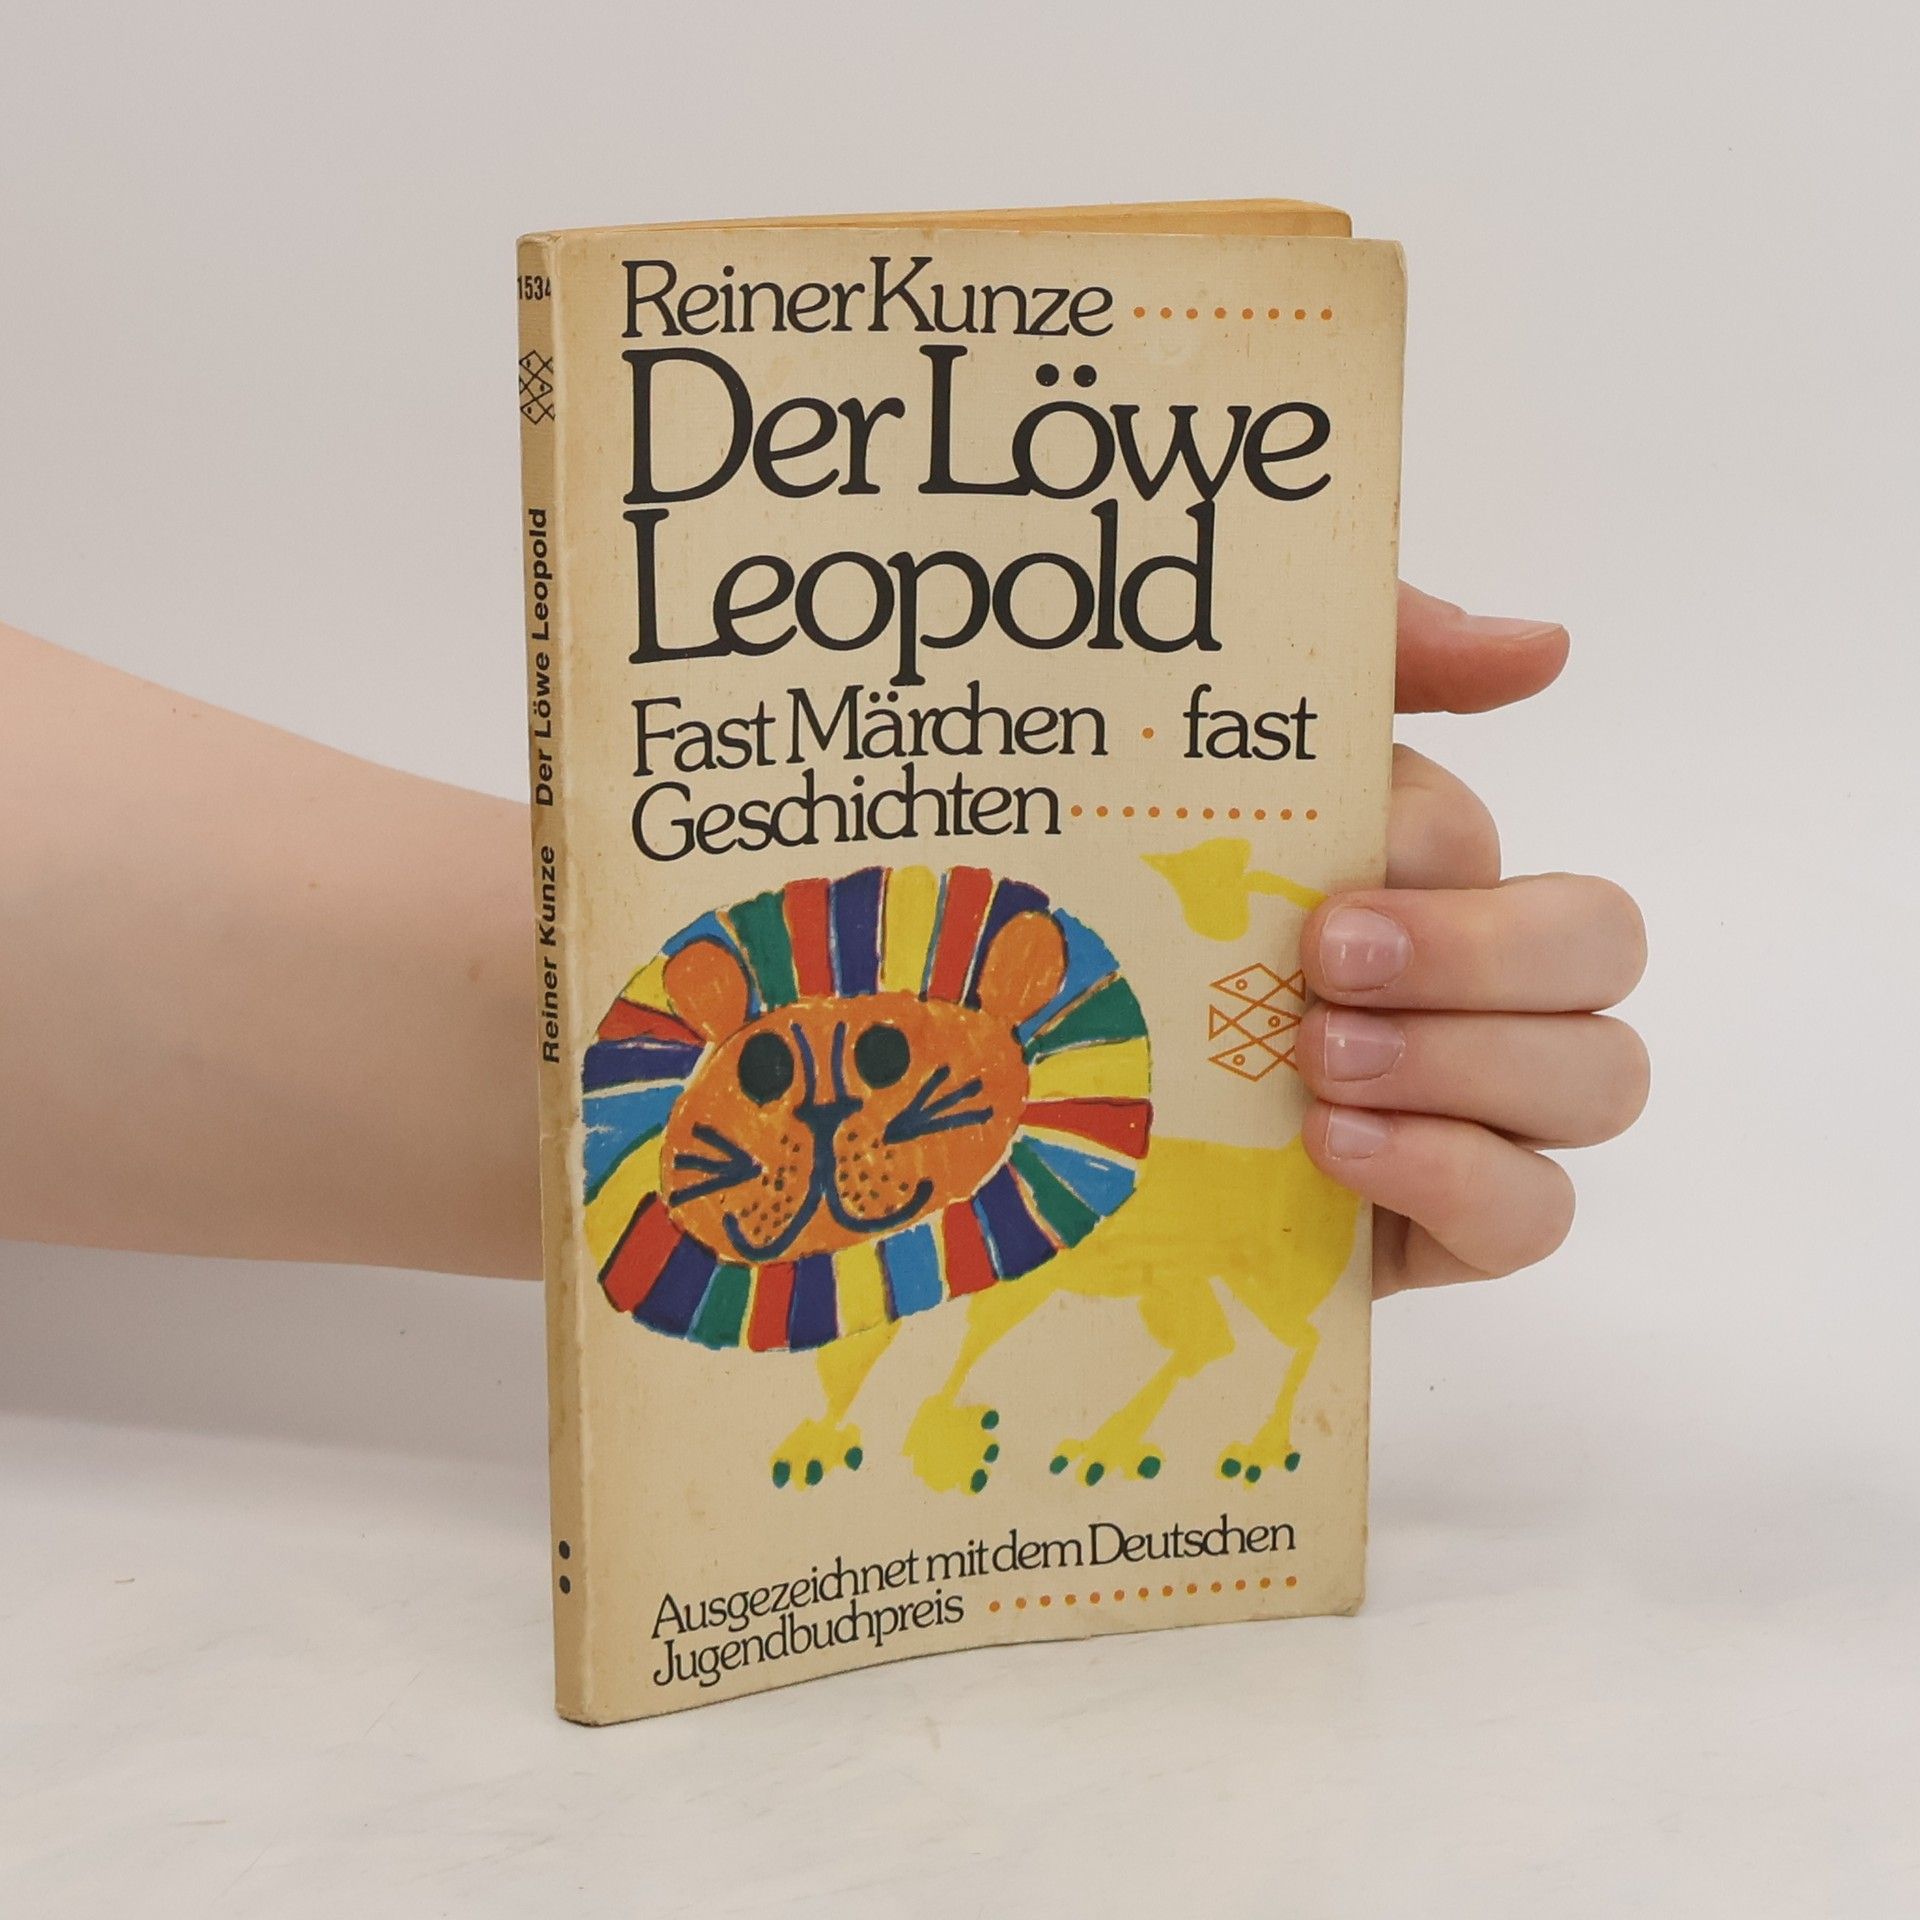 Reiner Kunze
Der Löwe
Leopold
Fast Märchen · fast
Geschichten
Ausgezeichnet mit dem Deutschen
Jugendbuchpreis
1534
Reiner Kunze Der Löwe Leopold